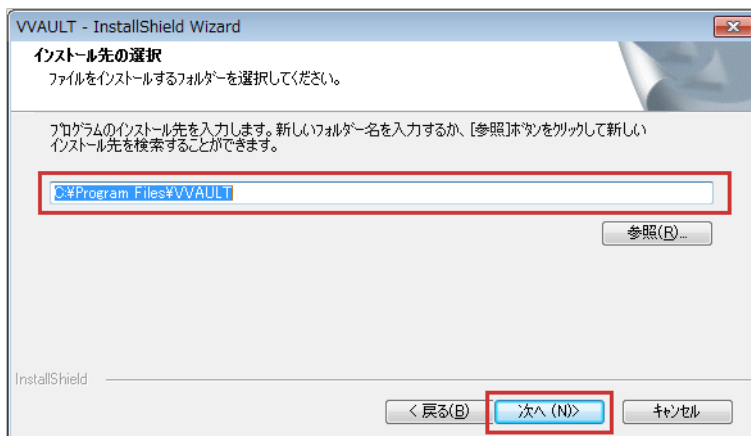 VVAULT - InstallShield Wizard
インストール先の選択
ファイルをインストールするフォルダーを選択してください。
プログラムのインストール先を入力します。新しいフォルダー名を入力するか、[参照]ボタンをクリックして新しい
インストール先を検索することができます。
C:¥Program Files¥VVAULT
参照(R)...
InstallShield
< 戻る(B)
次へ (N)>
キャンセル